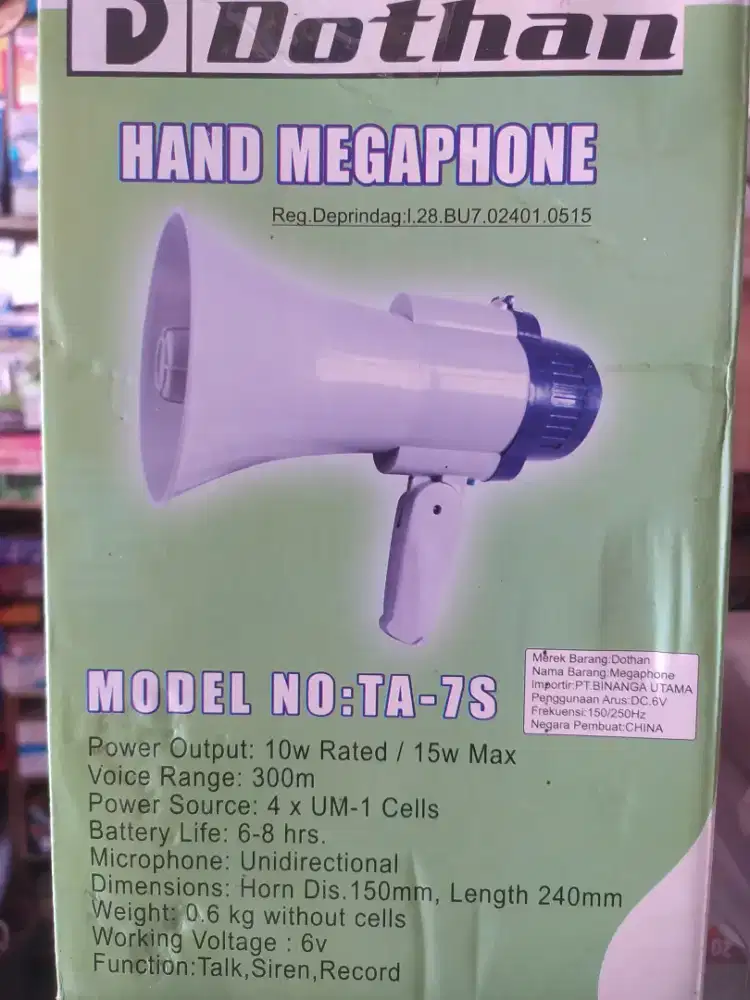 D Dothan
HAND MEGAPHONE
Reg.Deprindag:I.28.BU7.02401.0515
MODEL NO:TA-7S
Merek Barang:Dothan
Nama Barang:Megaphone
Importir:PT.BINANGA UTAMA
Penggunaan Arus:DC.6V
Frekuensi:150/250Hz
Negara Pembuat:CHINA
Power Output: 10w Rated / 15w Max
Voice Range: 300m
Power Source: 4 x UM-1 Cells
Battery Life: 6-8 hrs.
Microphone: Unidirectional
Dimensions: Horn Dis.150mm, Length 240mm
Weight: 0.6 kg without cells
Working Voltage : 6v
Function:Talk,Siren,Record